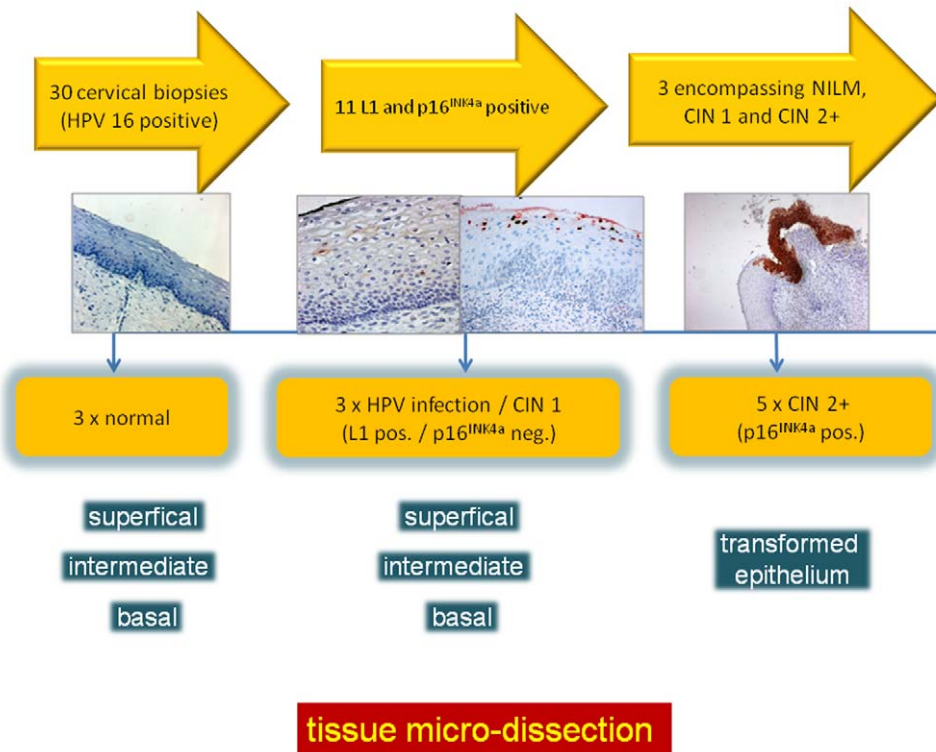 30 cervical biopsies
(HPV 16 positive)
11 L1 and p16INK4a positive
3 encompassing NILM,
CIN 1 and CIN 2+
3 x normal
3 x HPV infection / CIN 1
(L1 pos. / p16INK4a neg.)
5 x CIN 2+
(p16INK4a pos.)
superfical
intermediate
basal
superfical
intermediate
basal
transformed
epithelium
tissue micro-dissection